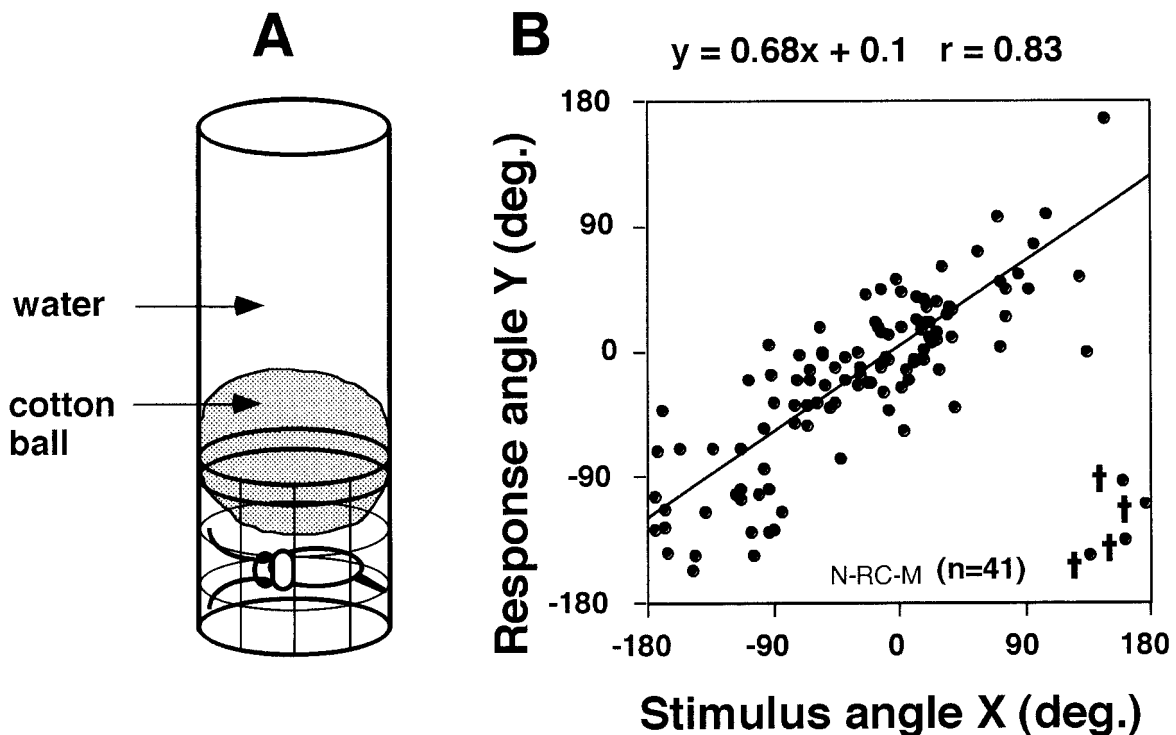 A
water
cotton
ball
B
y = 0.68x + 0.1 r = 0.83
Response angle Y (deg.)
180
90
0
-90
-180
†
†
†
†
N-RC-M (n=41)
-180 -90 0 90 180
Stimulus angle X (deg.)